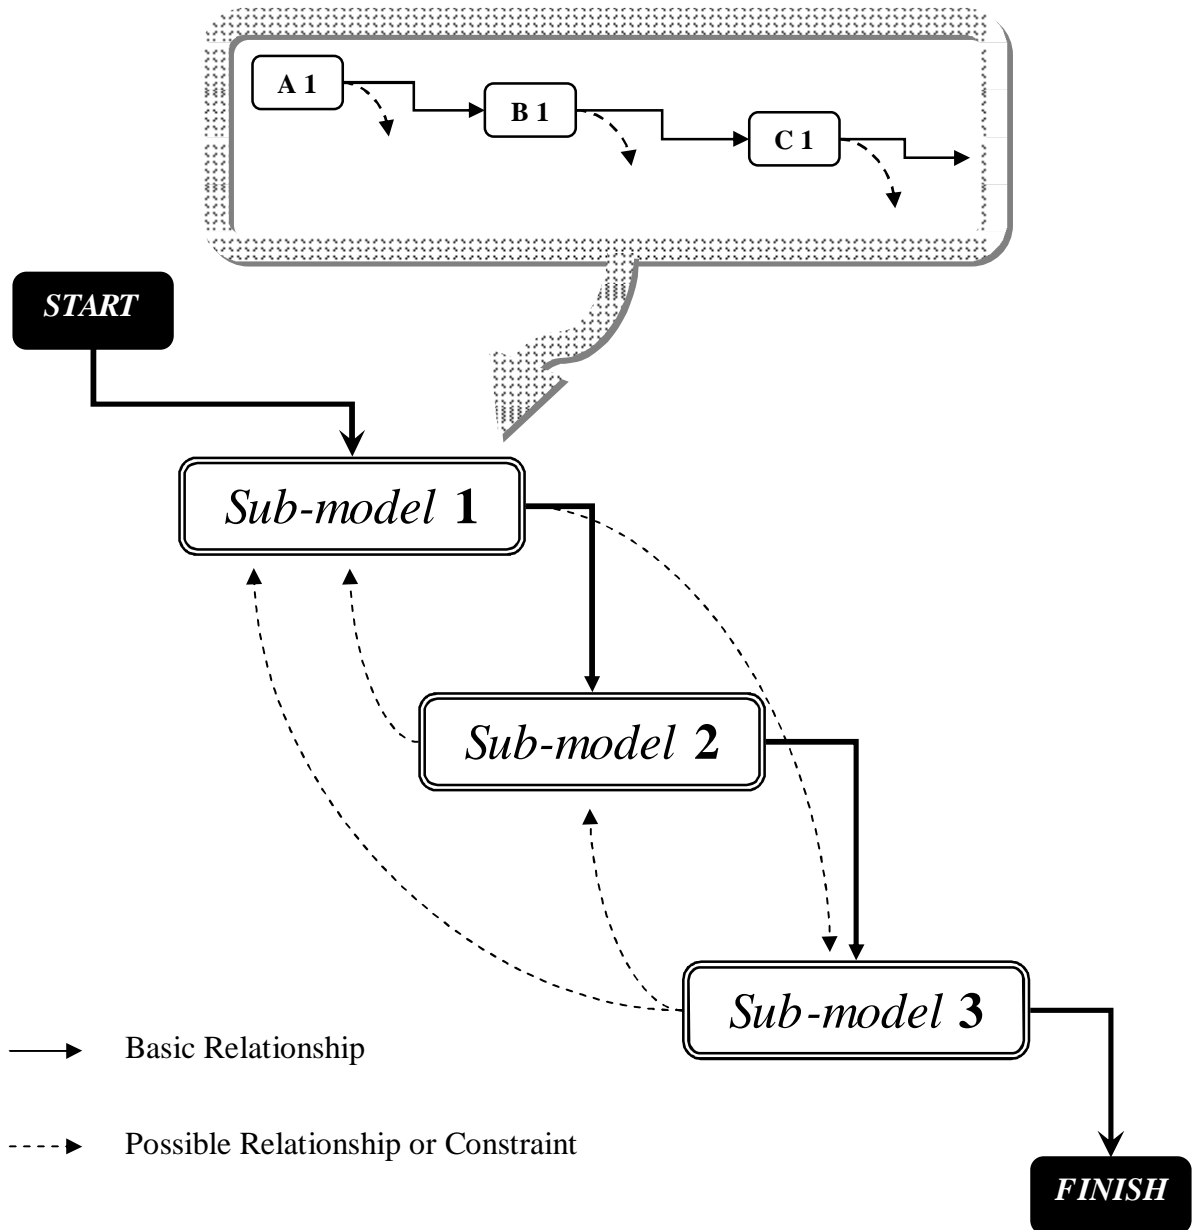 A 1
B 1
C 1
START
Sub-model 1
Sub-model 2
Sub-model 3
Basic Relationship
Possible Relationship or Constraint
FINISH